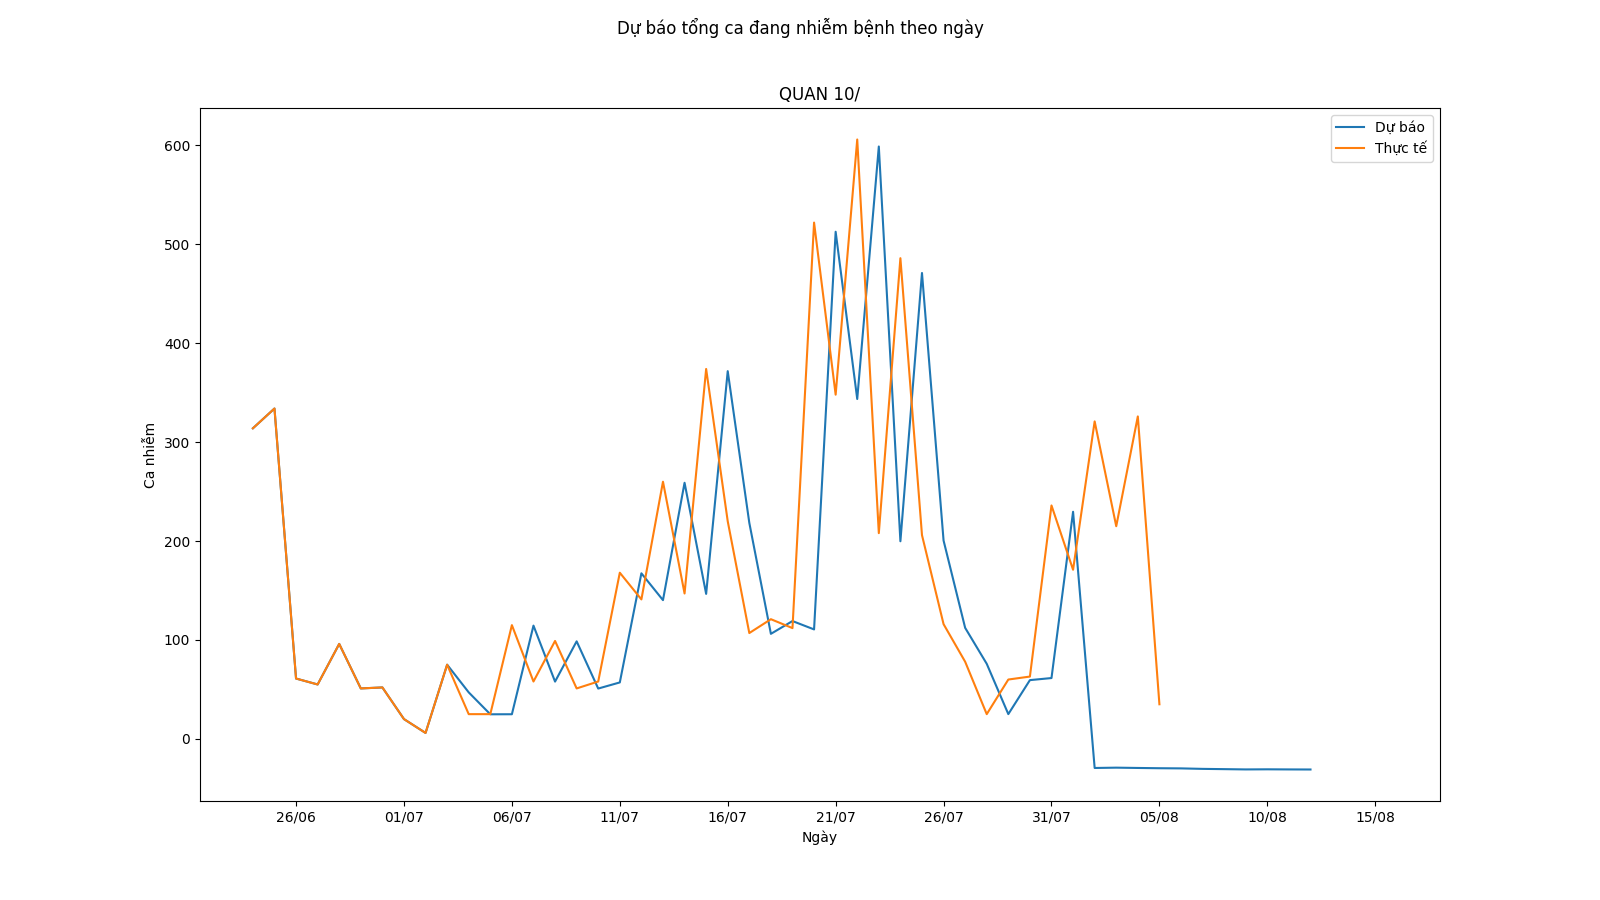 Dự báo tổng ca đang nhiễm bệnh theo ngày
QUAN 10/
Dự báo
Thực tế
600
500
400
300
200
100
0
Ca nhiễm
26/06 01/07 06/07 11/07 16/07 21/07 26/07 31/07 05/08 10/08 15/08
Ngày